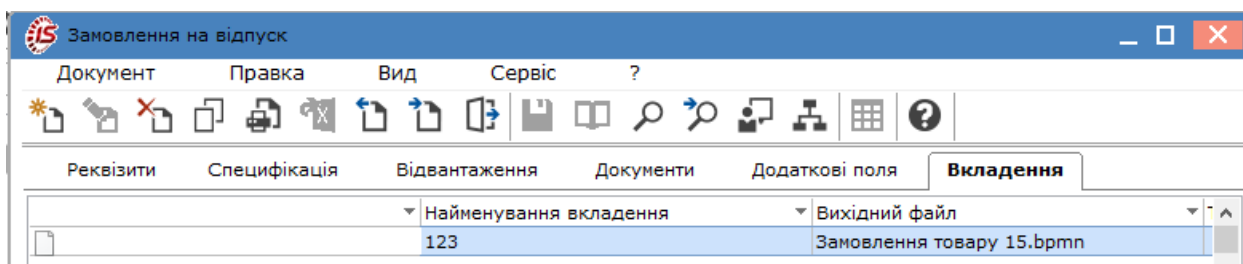 Замовлення на відпуск
Документ Правка Вид Сервіс ?
Реквізити Специфікація Відвантаження Документи Додаткові поля Вкладення
Найменування вкладення Вихідний файл
123 Замовлення товару 15.bpmn